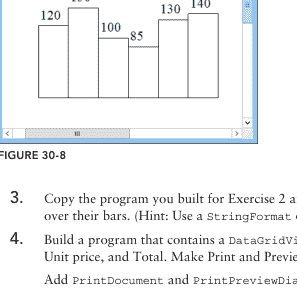 130 140
120
100
85
FIGURE 30-8
3. Copy the program you built for Exercise 2 a
over their bars. (Hint: Use a StringFormat
4. Build a program that contains a DataGridVi
Unit price, and Total. Make Print and Previe
Add PrintDocument and PrintPreviewDia